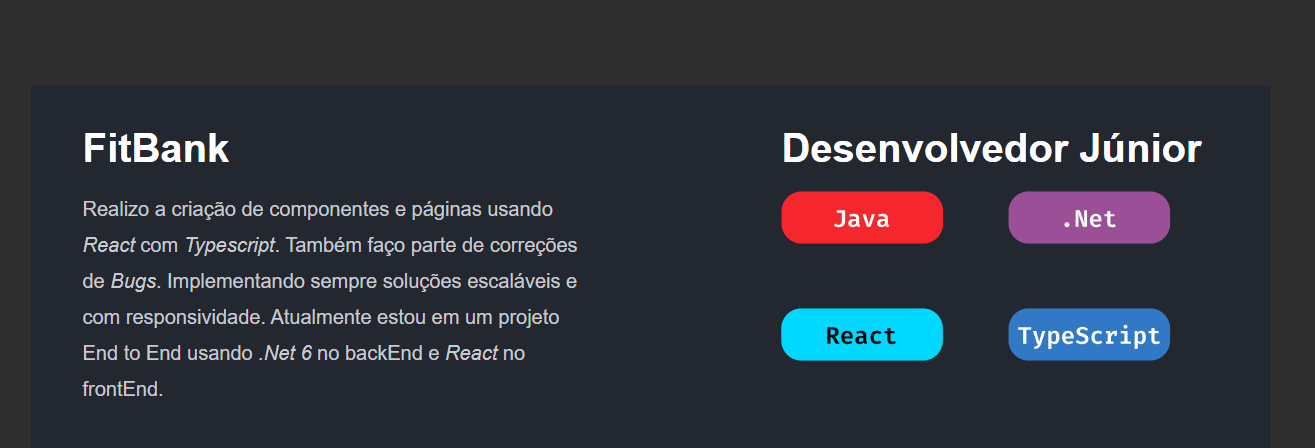 FitBank
Realizo a criação de componentes e páginas usando
React com Typescript. Também faço parte de correções
de Bugs. Implementando sempre soluções escaláveis e
com responsividade. Atualmente estou em um projeto
End to End usando .Net 6 no backEnd e React no
frontEnd.
Desenvolvedor Júnior
Java
.Net
React
TypeScript